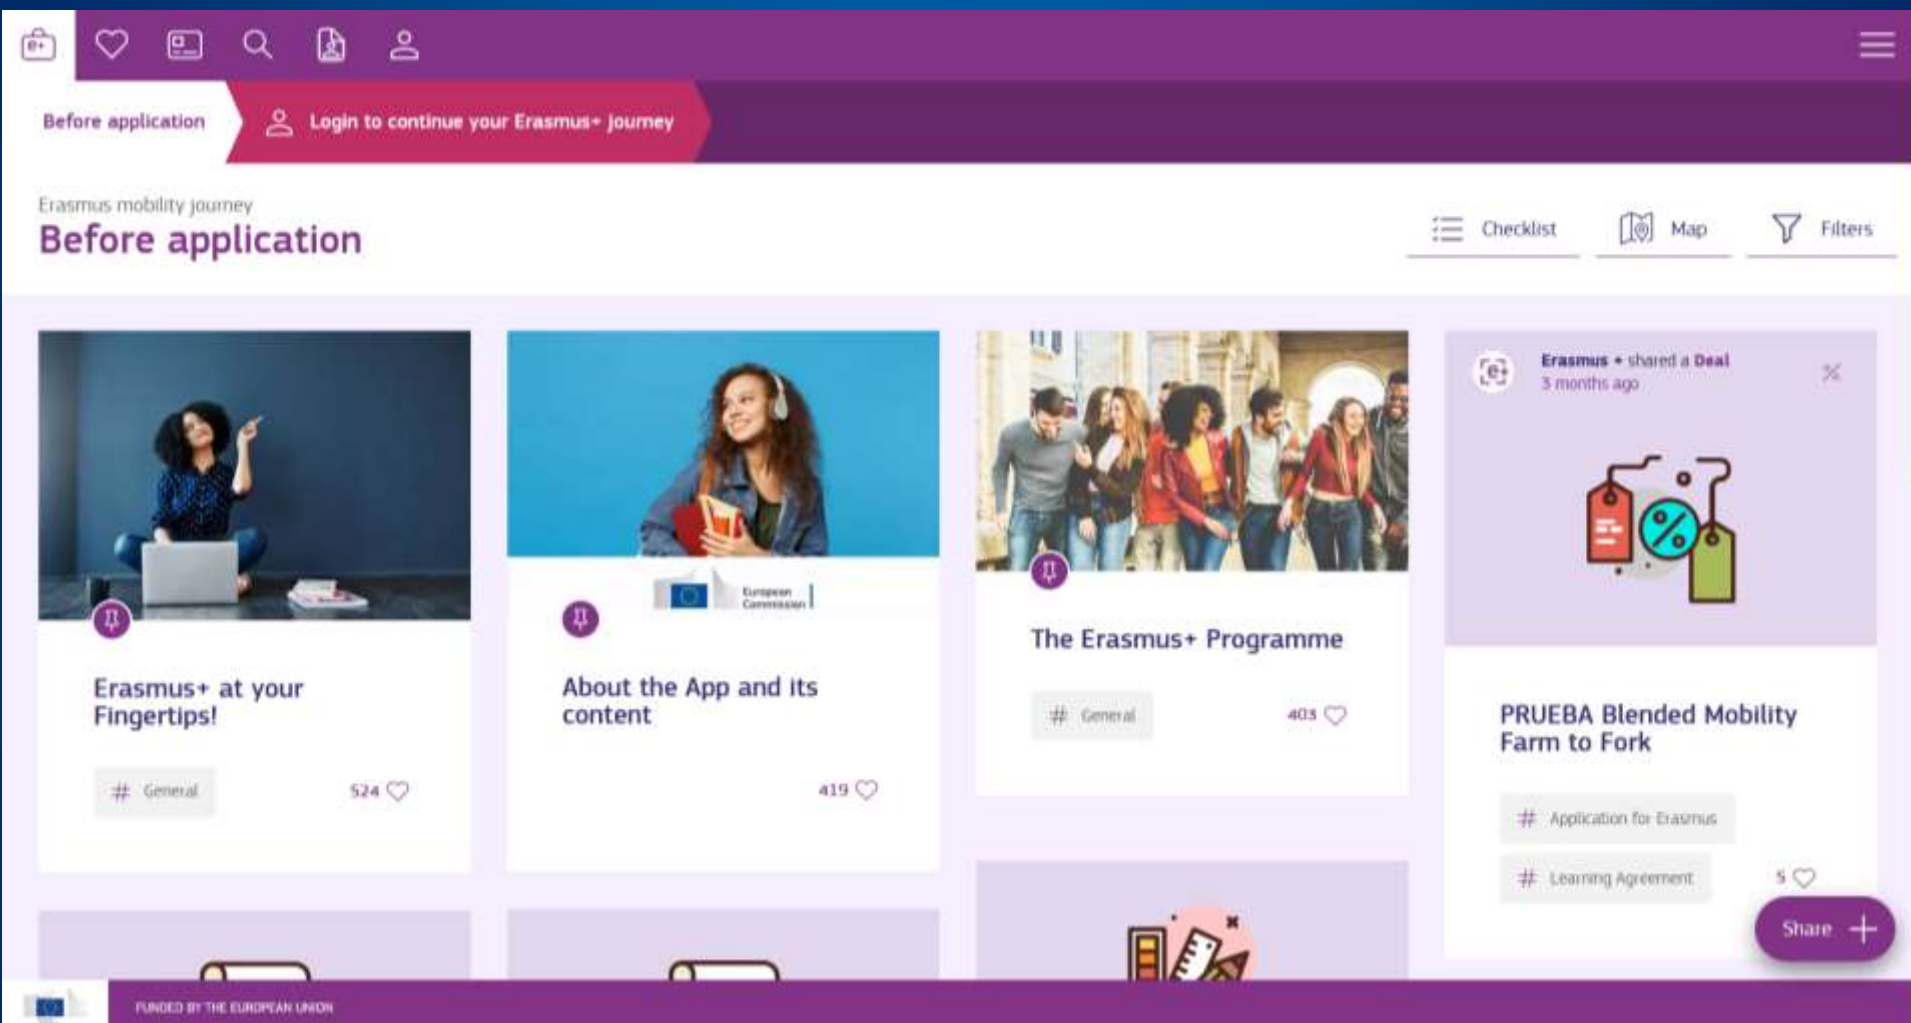 e+
Before application
Login to continue your Erasmus+ journey
Erasmus mobility journey
Before application
Checklist
Map
Filters
Erasmus+ at your
Fingertips!
# General
524
European
Commission
About the App and its
content
419
The Erasmus+ Programme
# General
403
e+
Erasmus + shared a Deal
3 months ago
%
%
PRUEBA Blended Mobility
Farm to Fork
# Application for Erasmus
# Learning Agreement
5
Share +
FUNDED BY THE EUROPEAN UNION